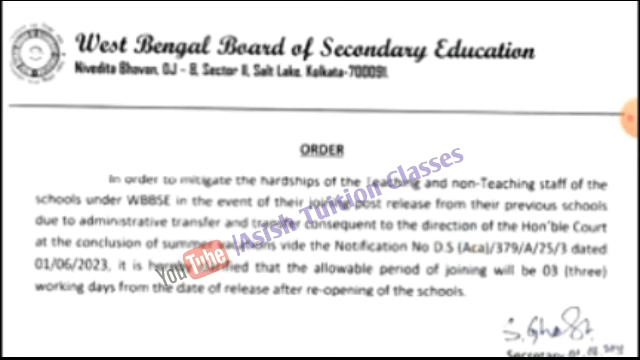 West Bengal Board of Secondary Education
Nivedita Bhavan, DJ - 8, Sector II, Salt Lake, Kolkata-700091.
ORDER
In order to mitigate the hardships of the Teaching and non-Teaching staff of the
schools under WBBSE in the event of their joining post release from their previous schools
due to administrative transfer and transfer consequent to the direction of the Hon'ble Court
at the conclusion of summer vide the Notification No D.S (Aca)/379/A/25/3 dated
01/06/2023, it is that the allowable period of joining will be 03 (three)
working days from the date of release after re-opening of the schools.
YouTube /Asish Tuition Classes
S. Ghosh
Secretary